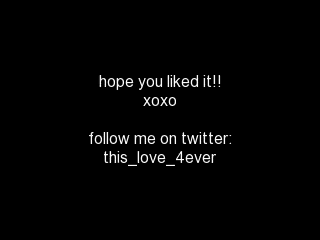 hope you liked it!!
xoxo
follow me on twitter:
this_love_4ever